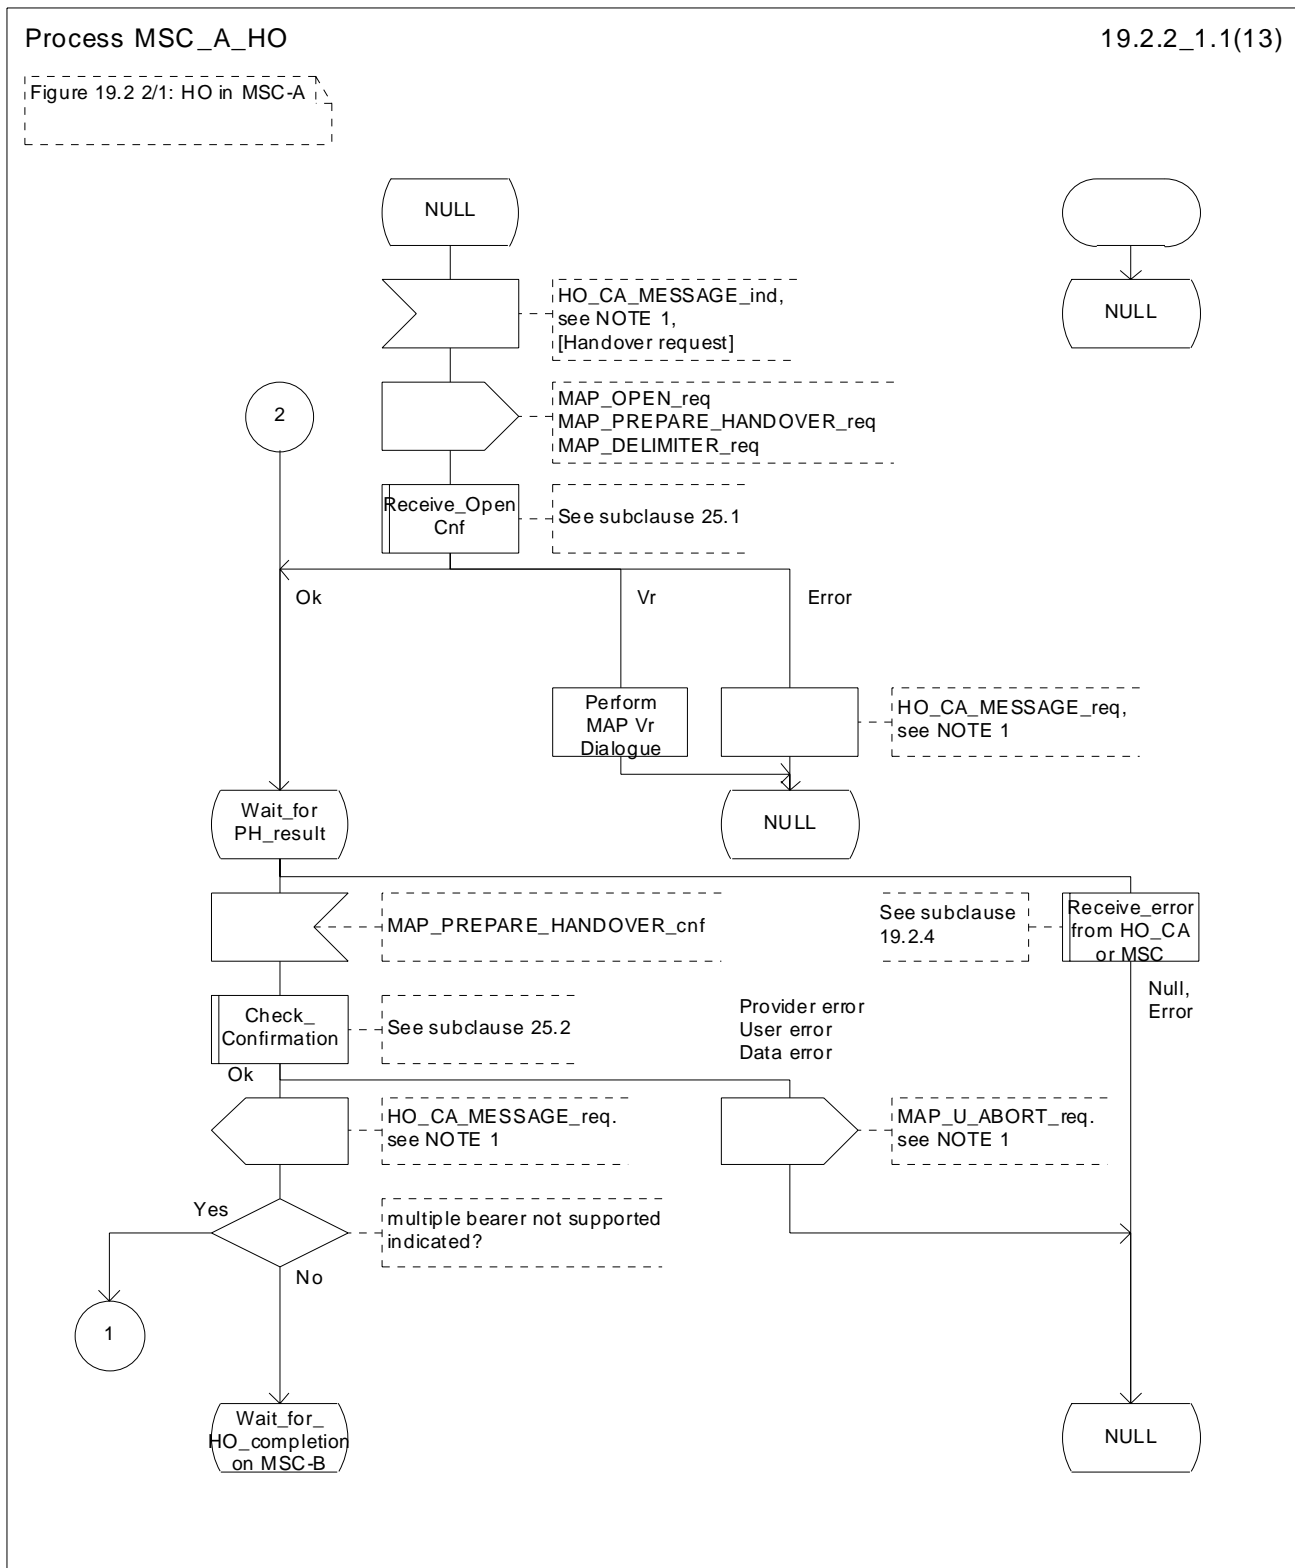 Process MSC_A_HO
19.2.2_1.1(13)
Figure 19.2 2/1: HO in MSC-A
NULL
NULL
HO_CA_MESSAGE_ind,
see NOTE 1,
[Handover request]
2
MAP_OPEN_req
MAP_PREPARE_HANDOVER_req
MAP_DELIMITER_req
Receive_Open
Cnf
See subclause 25.1
Ok
Vr
Error
Perform
MAP Vr
Dialogue
HO_CA_MESSAGE_req,
see NOTE 1
Wait_for
PH_result
NULL
MAP_PREPARE_HANDOVER_cnf
See subclause
19.2.4
Receive_error
from HO_CA
or MSC
Null,
Error
Check_
Confirmation
See subclause 25.2
Provider error
User error
Data error
Ok
HO_CA_MESSAGE_req.
see NOTE 1
MAP_U_ABORT_req.
see NOTE 1
Yes
multiple bearer not supported
indicated?
No
1
Wait_for_
HO_completion
on MSC-B
NULL